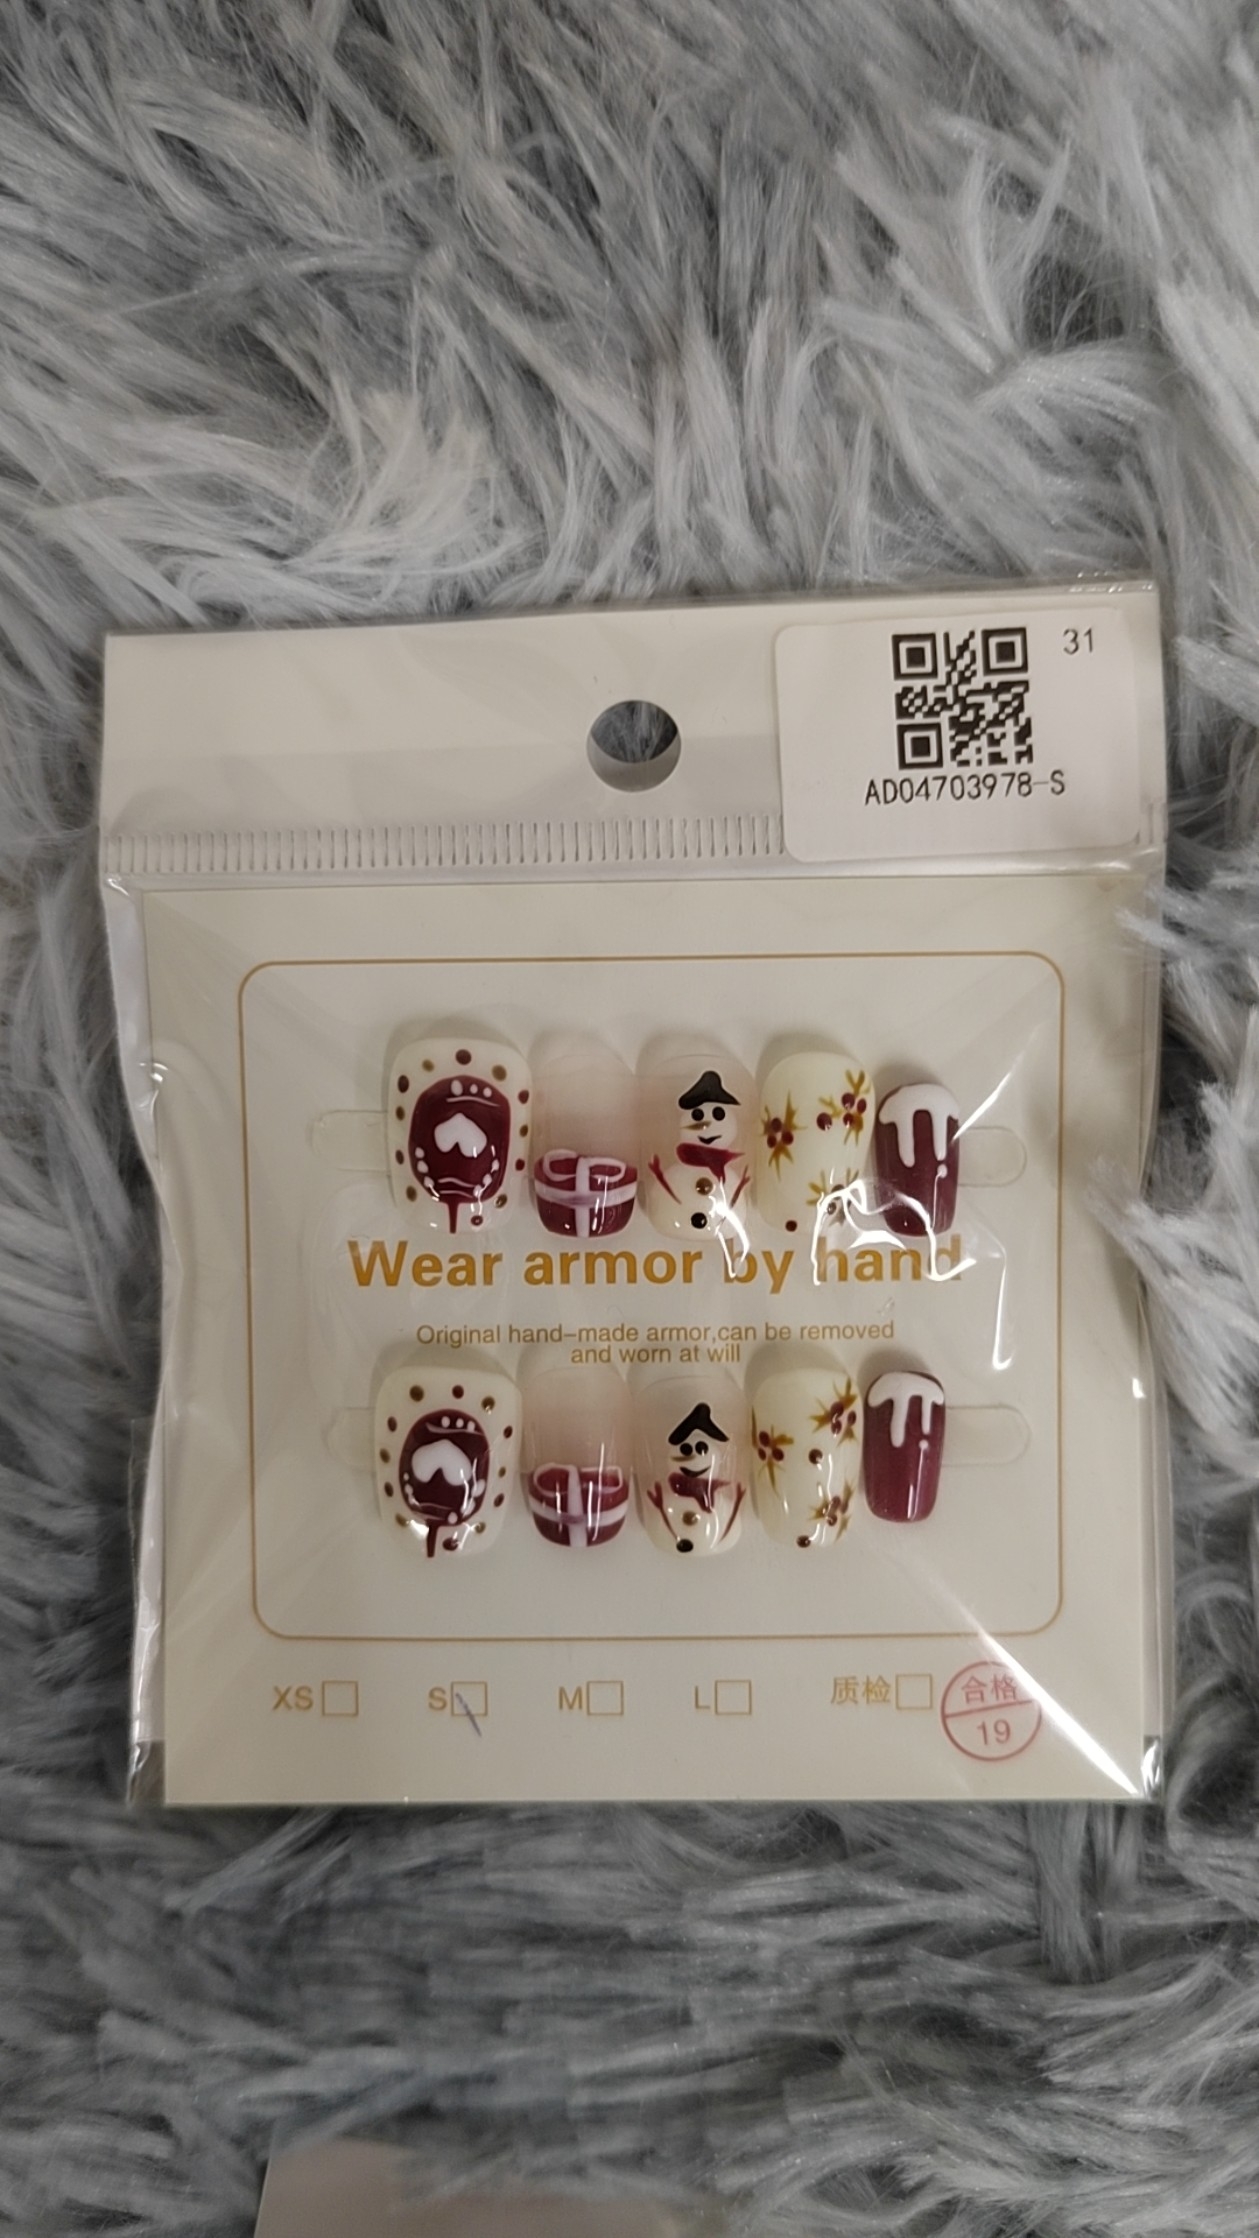 31
AD04703978-S
Wear armor by hand
Original hand-made armor,can be removed
and worn at will
XS S M L 质检 合格
19